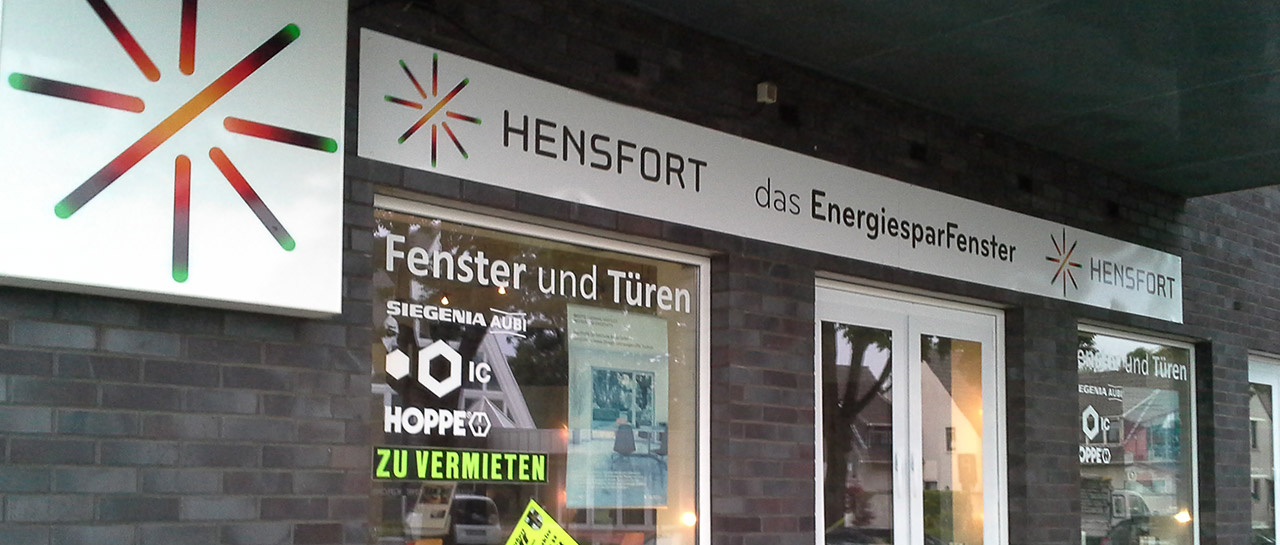 HENSFORT das EnergiesparFenster HENSFORT
Fenster und Türen
SIEGENIA AUBI
IC
HOPPE
ZU VERMIETEN
und Türen
SIEGENIA AUBI
IC
HOPPE